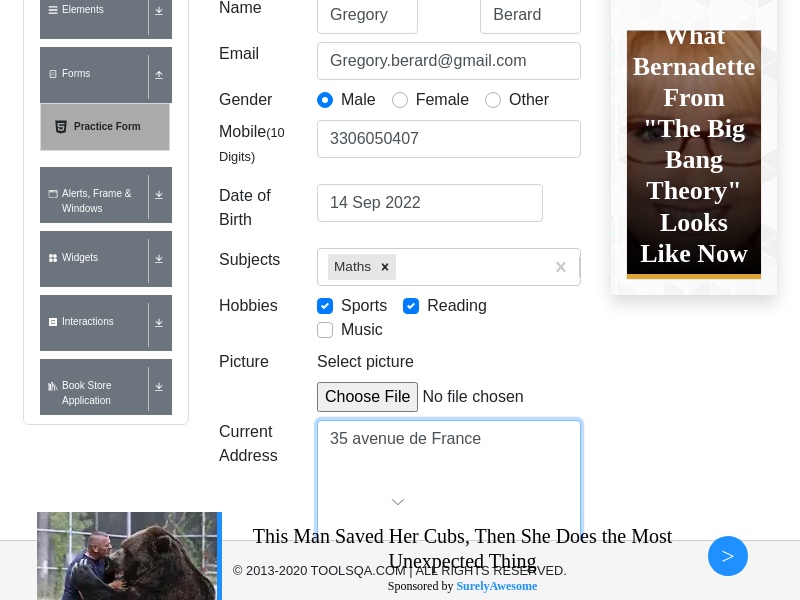 Elements
Forms
Practice Form
Alerts, Frame &
Windows
Widgets
Interactions
Book Store
Application
Name
Gregory
Berard
Email
Gregory.berard@gmail.com
Gender
Male
Female
Other
Mobile(10
Digits)
3306050407
Date of
Birth
14 Sep 2022
Subjects
Maths
Hobbies
Sports
Reading
Music
Picture
Select picture
Choose File No file chosen
Current
Address
35 avenue de France
What
Bernadette
From
"The Big
Bang
Theory"
Looks
Like Now
This Man Saved Her Cubs, Then She Does the Most
Unexpected Thing
© 2013-2020 TOOLSQA.COM | ALL RIGHTS RESERVED.
Sponsored by SurelyAwesome